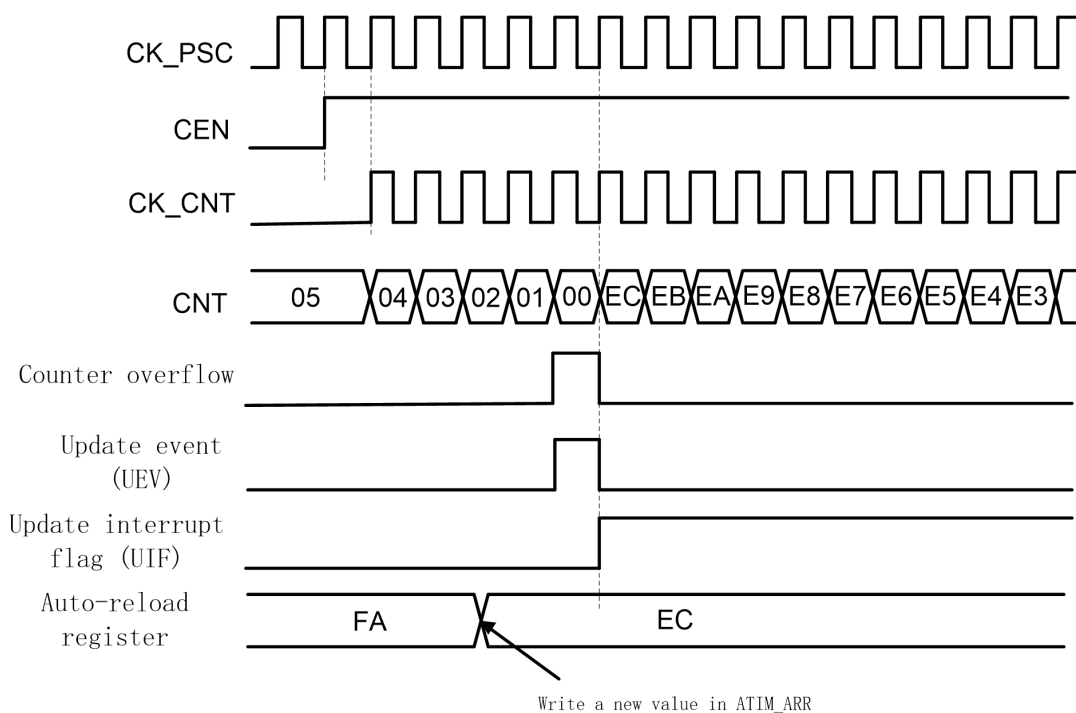 CK_PSC
CEN
CK_CNT
CNT
05 04 03 02 01 00 EC EB EA E9 E8 E7 E6 E5 E4 E3
Counter overflow
Update event
(UEV)
Update interrupt
flag (UIF)
Auto-reload
register
FA EC
Write a new value in ATIM_ARR